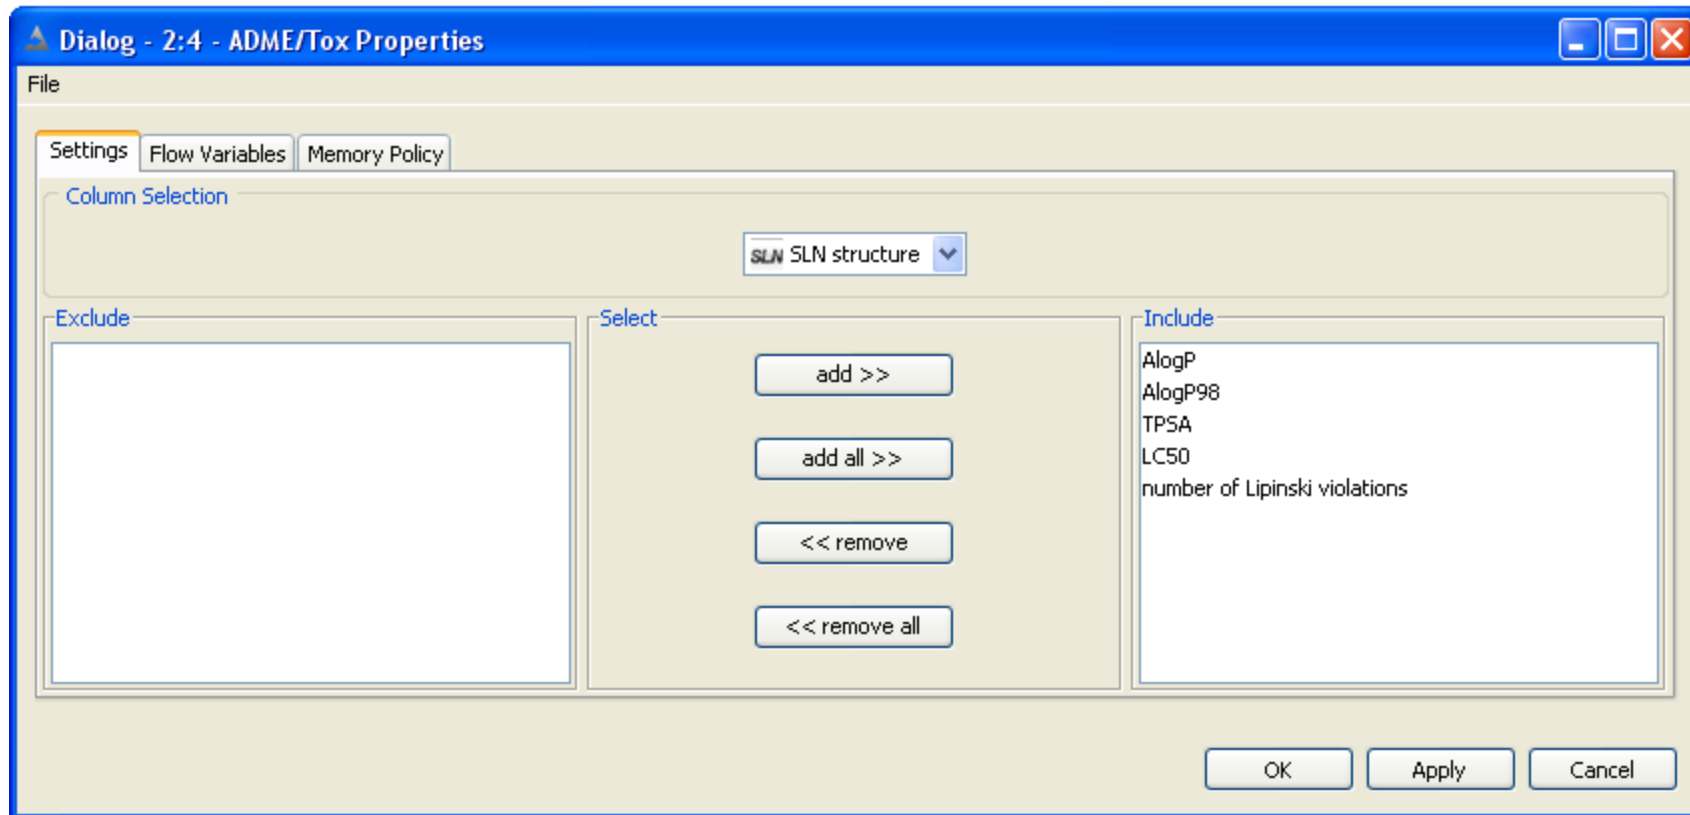 Dialog - 2:4 - ADME/Tox Properties
File
Settings Flow Variables Memory Policy
Column Selection
SLN SLN structure
Exclude Select Include
add >>
add all >>
<< remove
<< remove all
AlogP
AlogP98
TPSA
LC50
number of Lipinski violations
OK Apply Cancel